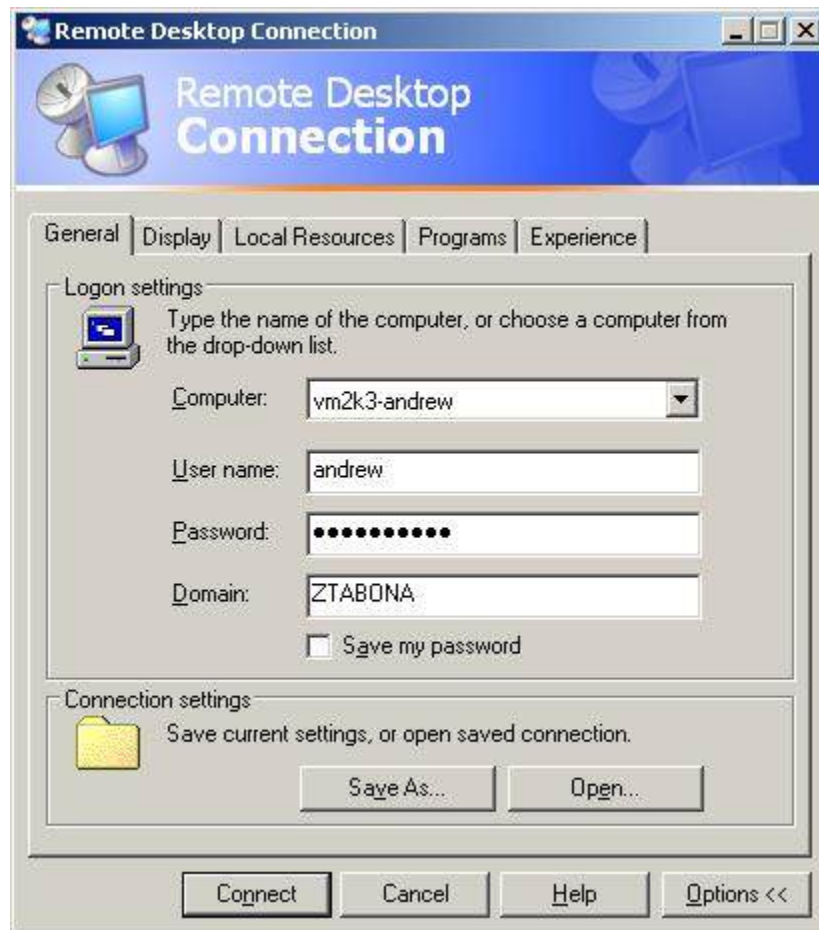 Remote Desktop Connection
Remote Desktop
Connection
General Display Local Resources Programs Experience
Logon settings
Type the name of the computer, or choose a computer from
the drop-down list.
Computer: vm2k3-andrew
User name: andrew
Password: ●●●●●●●●●●
Domain: ZTABONA
Save my password
Connection settings
Save current settings, or open saved connection.
Save As... Open...
Connect Cancel Help Options <<